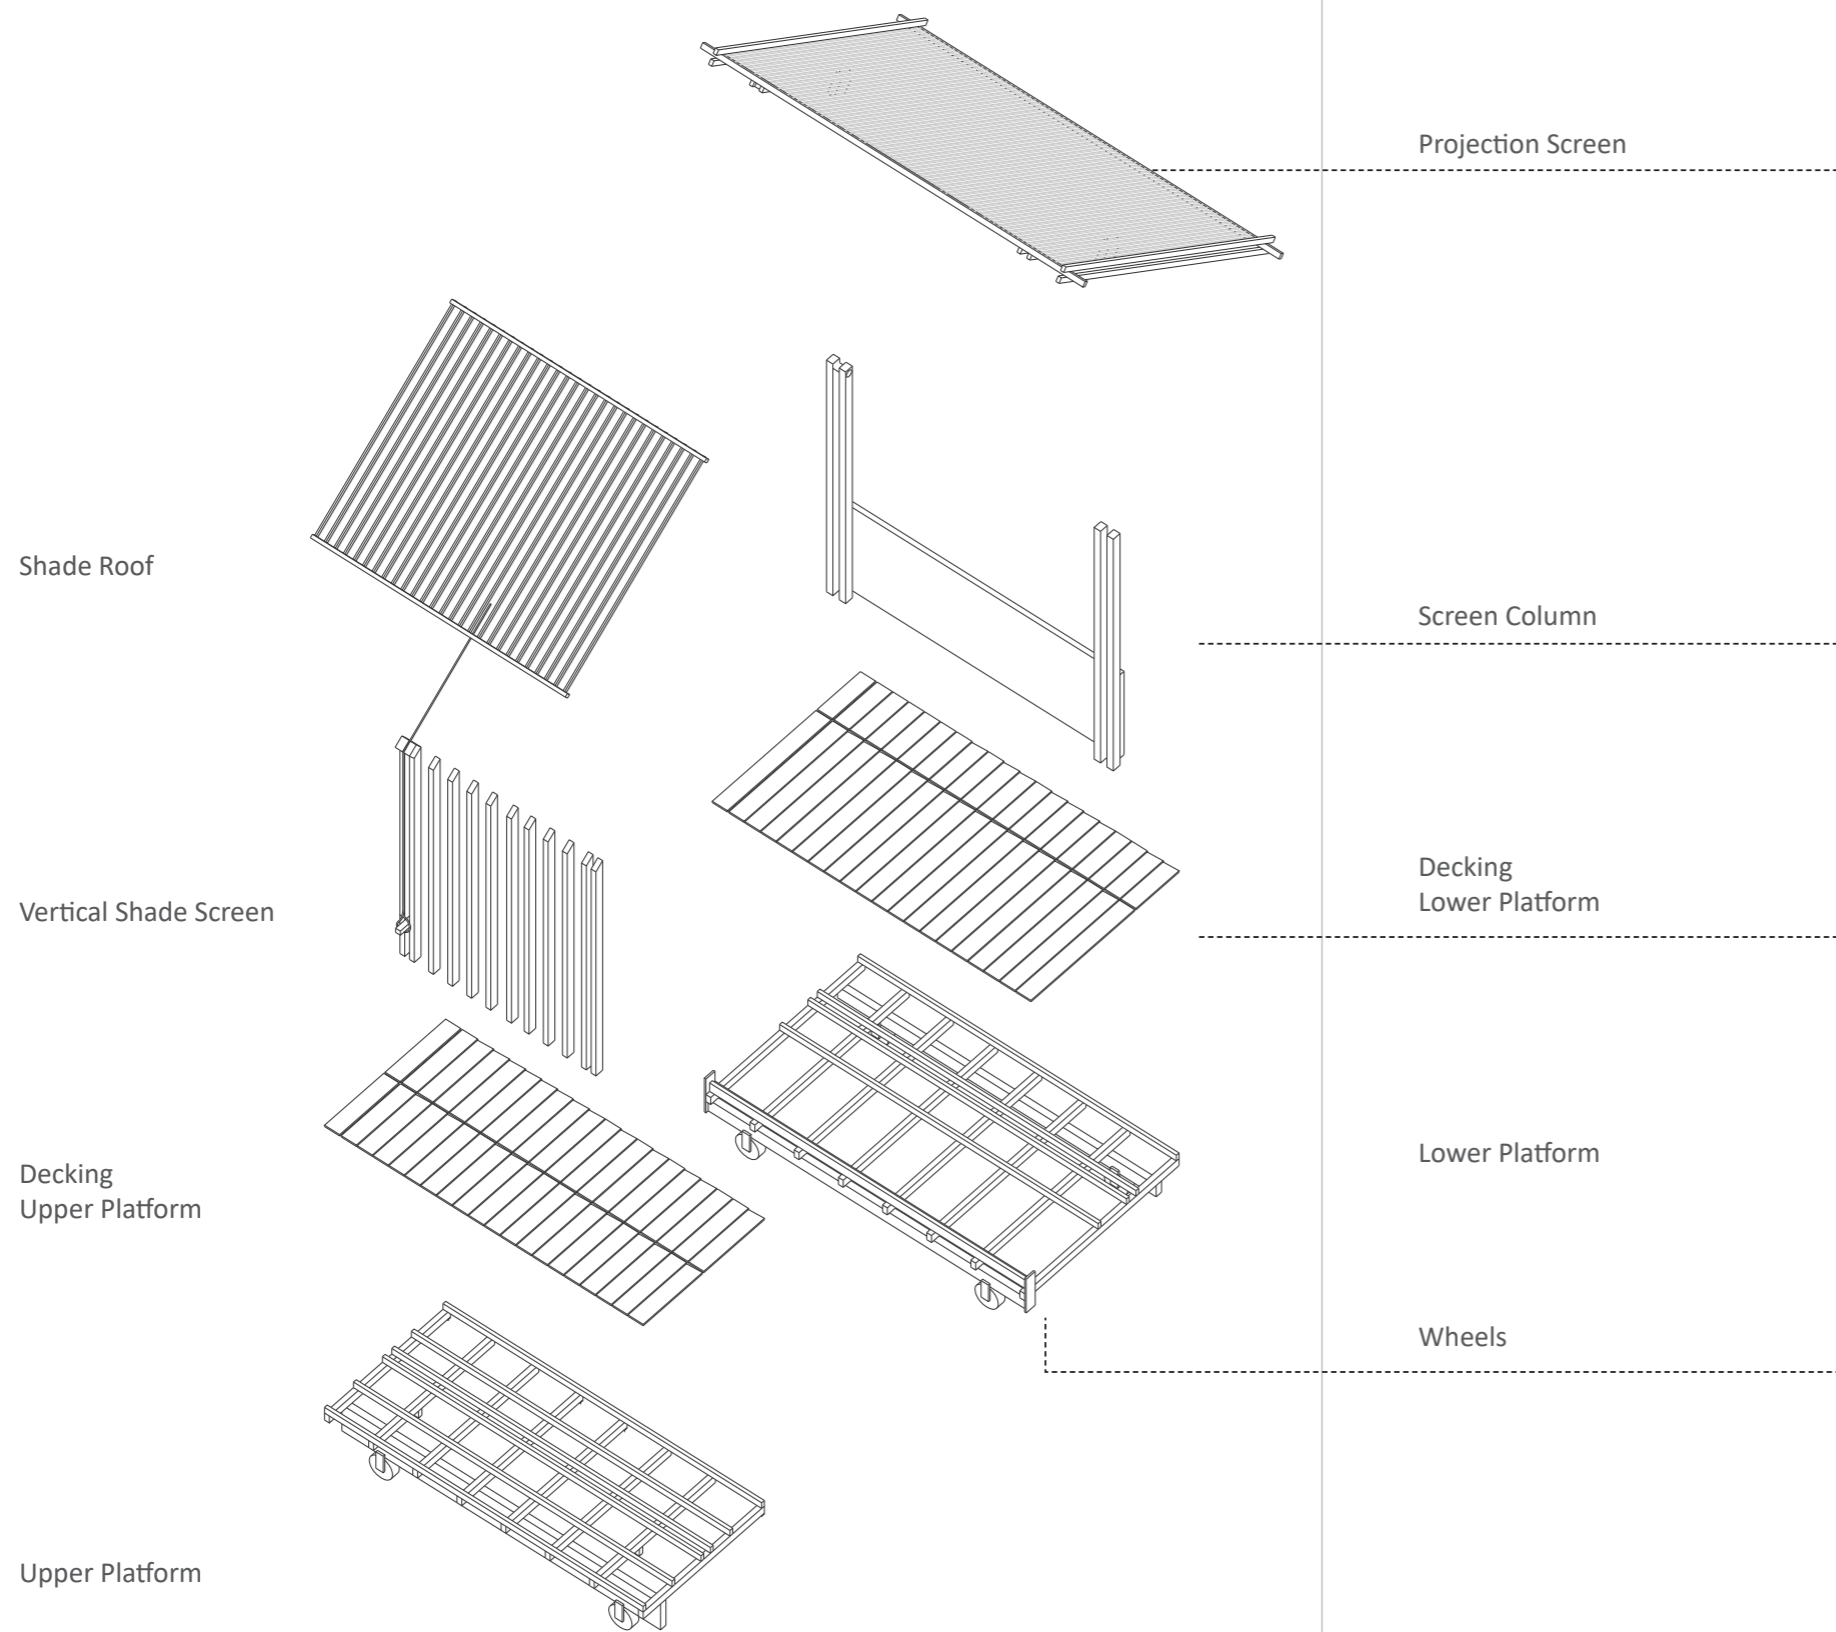 Projection Screen
Shade Roof
Screen Column
Decking
Lower Platform
Vertical Shade Screen
Lower Platform
Decking
Upper Platform
Wheels
Upper Platform